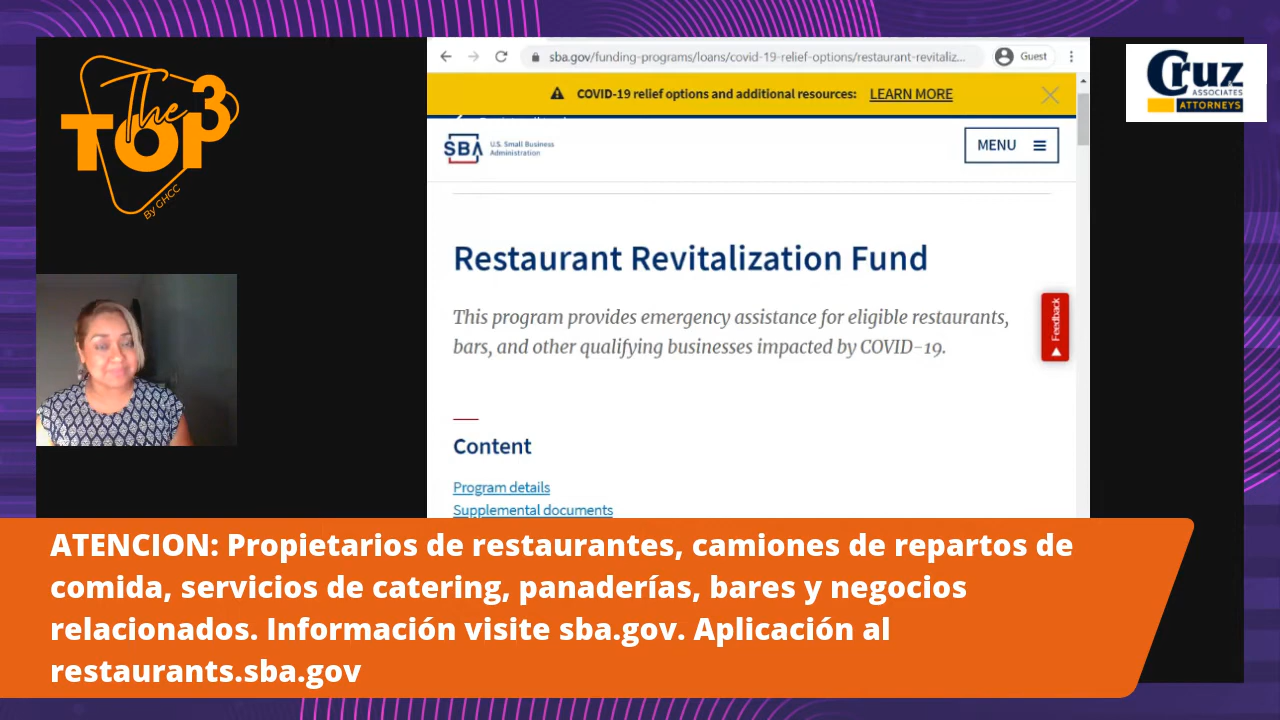 The
TOP 3
By GHCC
sba.gov/funding-programs/loans/covid-19-relief-options/restaurant-revitaliz...
Guest
COVID-19 relief options and additional resources: LEARN MORE
SBA
U.S. Small Business
Administration
MENU
Cruz
ASSOCIATES
ATTORNEYS
Restaurant Revitalization Fund
This program provides emergency assistance for eligible restaurants,
bars, and other qualifying businesses impacted by COVID-19.
Feedback
Content
Program details
Supplemental documents
ATENCION: Propietarios de restaurantes, camiones de repartos de
comida, servicios de catering, panaderías, bares y negocios
relacionados. Información visite sba.gov. Aplicación al
restaurants.sba.gov